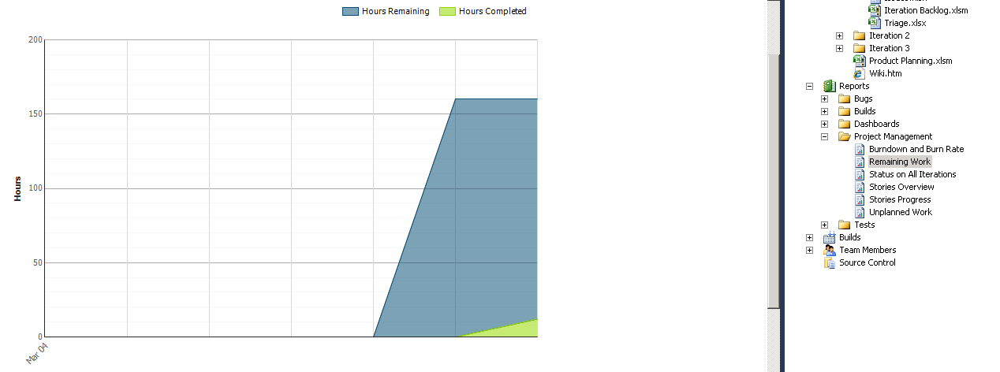 Hours Remaining
Hours Completed
200
150
100
50
0
Hours
Mar 04
Iteration Backlog.xlsm
Triage.xlsx
Iteration 2
Iteration 3
Product Planning.xlsm
Wiki.htm
Reports
Bugs
Builds
Dashboards
Project Management
Burndown and Burn Rate
Remaining Work
Status on All Iterations
Stories Overview
Stories Progress
Unplanned Work
Tests
Builds
Team Members
Source Control